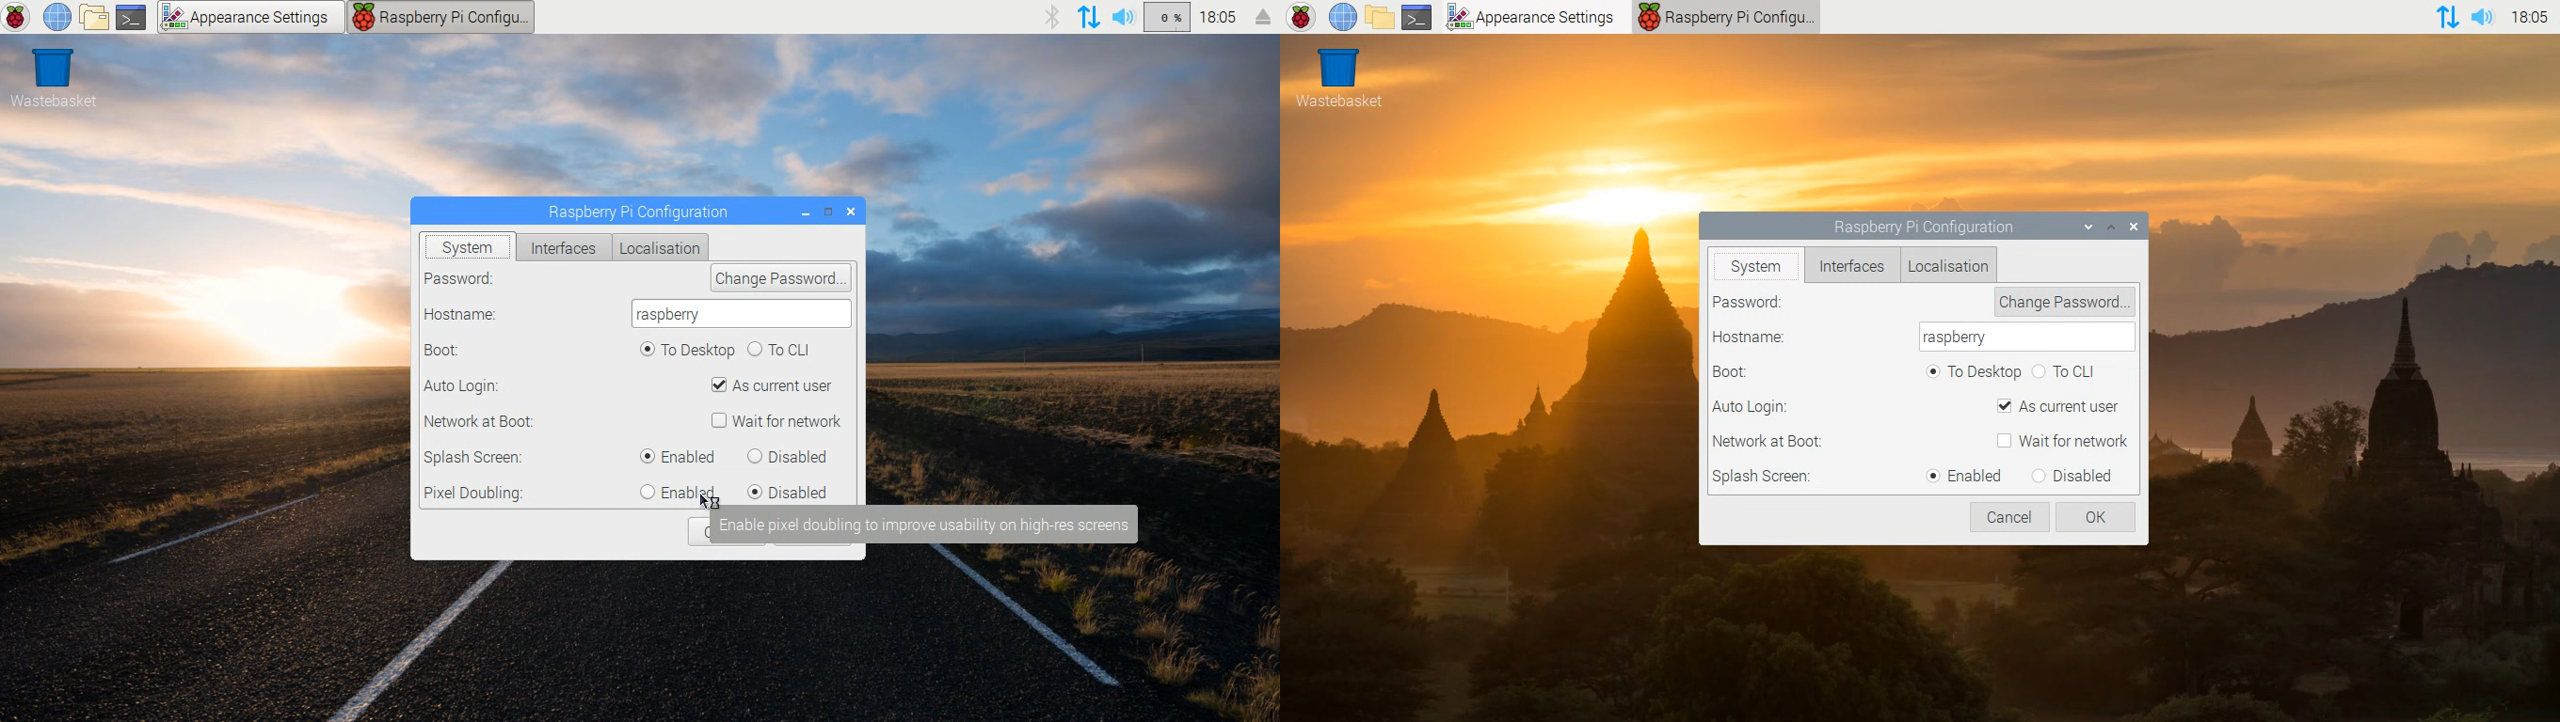 Appearance Settings
Raspberry Pi Configu...
0 %
18:05
Wastebasket
Raspberry Pi Configuration
System
Interfaces
Localisation
Password:
Change Password...
Hostname:
raspberry
Boot:
To Desktop
To CLI
Auto Login:
As current user
Network at Boot:
Wait for network
Splash Screen:
Enabled
Disabled
Pixel Doubling:
Enabled
Disabled
Enable pixel doubling to improve usability on high-res screens
Appearance Settings
Raspberry Pi Configu...
18:05
Wastebasket
Raspberry Pi Configuration
System
Interfaces
Localisation
Password:
Change Password...
Hostname:
raspberry
Boot:
To Desktop
To CLI
Auto Login:
As current user
Network at Boot:
Wait for network
Splash Screen:
Enabled
Disabled
Cancel
OK